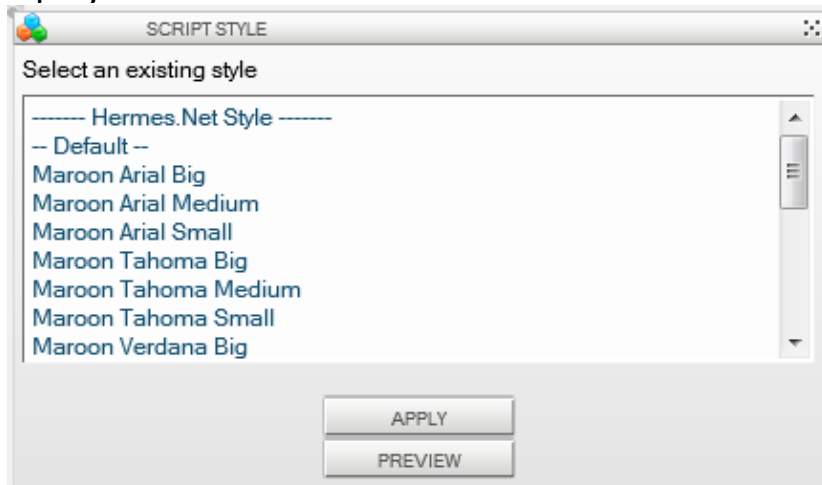 SCRIPT STYLE
Select an existing style
------- Hermes.Net Style -------
-- Default --
Maroon Arial Big
Maroon Arial Medium
Maroon Arial Small
Maroon Tahoma Big
Maroon Tahoma Medium
Maroon Tahoma Small
Maroon Verdana Big
APPLY
PREVIEW